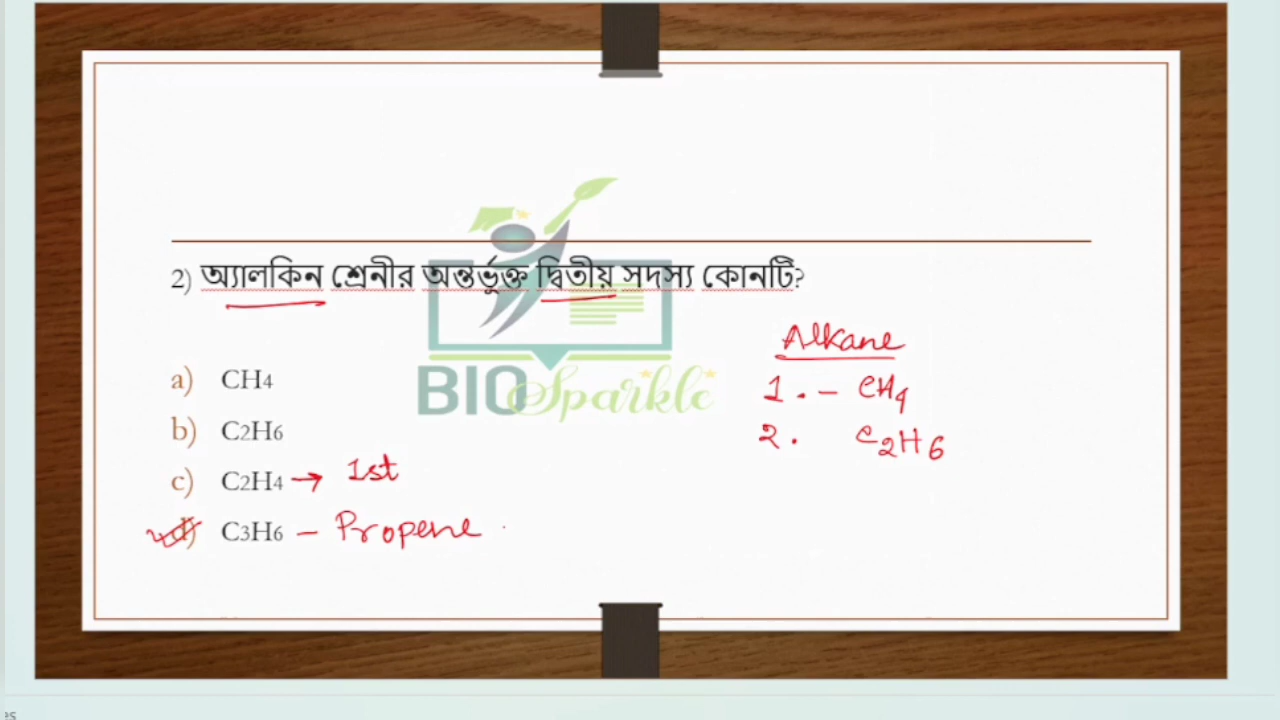 2) অ্যালকিন শ্রেনীর অন্তর্ভুক্ত দ্বিতীয় সদস্য কোনটি?
Alkane
a) CH4
1. – CH4
b) C2H6
2. C2H6
c) C2H4 → 1st
d) C3H6 – Propene
BIO Sparkle
es